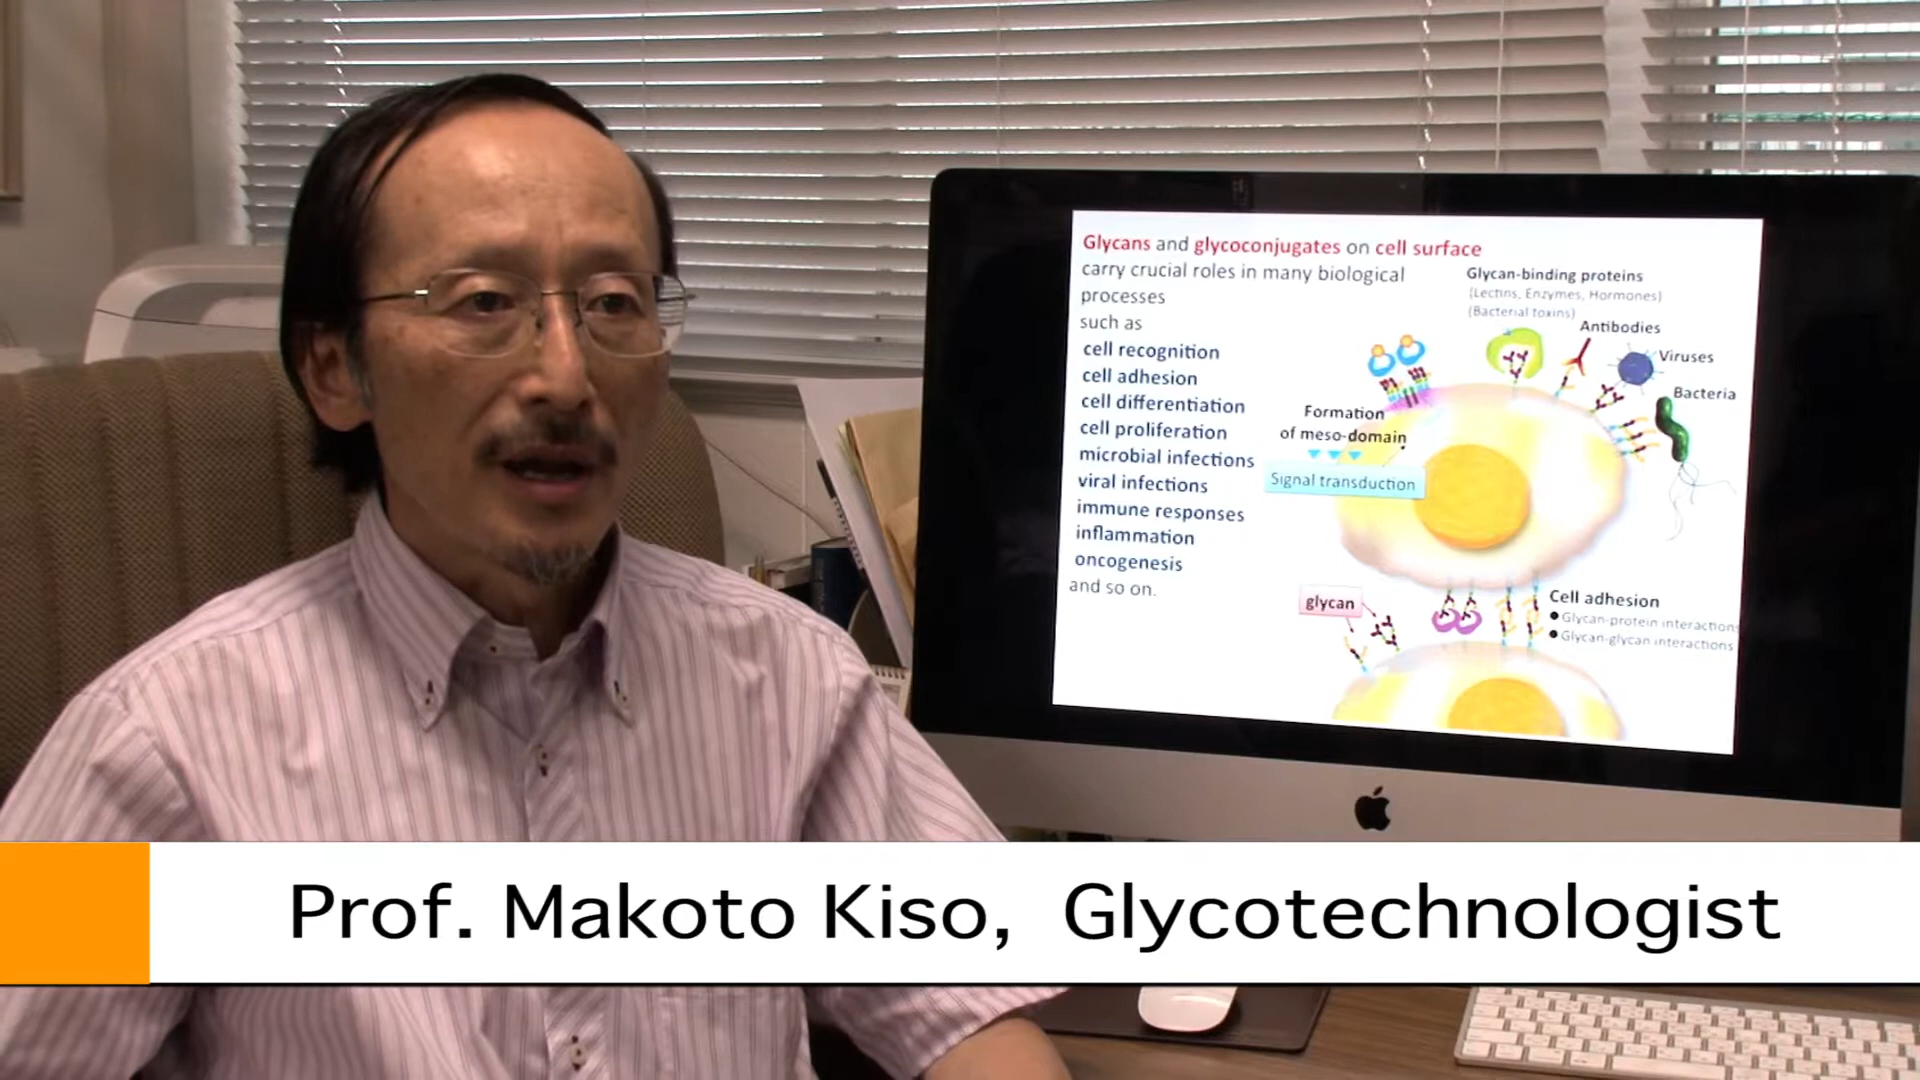 Glycans and glycoconjugates on cell surface
carry crucial roles in many biological
processes
such as
cell recognition
cell adhesion
cell differentiation
cell proliferation
microbial infections
viral infections
immune responses
inflammation
oncogenesis
and so on.
Glycan-binding proteins
(Lectins, Enzymes, Hormones)
(Bacterial toxins)
Antibodies
Viruses
Bacteria
Formation
of meso-domain
Signal transduction
glycan
Cell adhesion
Glycan-protein interactions
Glycan-glycan interactions
Prof. Makoto Kiso, Glycotechnologist